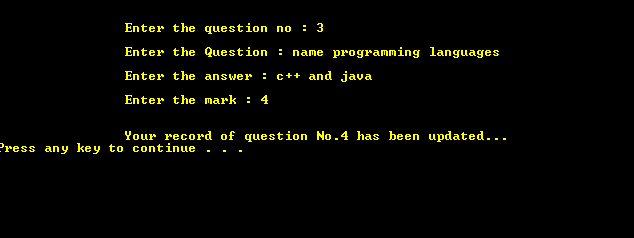 Enter the question no : 3
Enter the Question : name programming languages
Enter the answer : c++ and java
Enter the mark : 4
Your record of question No.4 has been updated...
Press any key to continue . . .